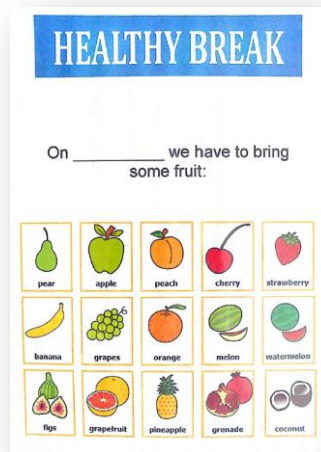 HEALTHY BREAK
On __________ we have to bring
some fruit:
pear apple peach cherry strawberry
banana grapes orange melon watermelon
figs grapefruit pineapple grenade coconut